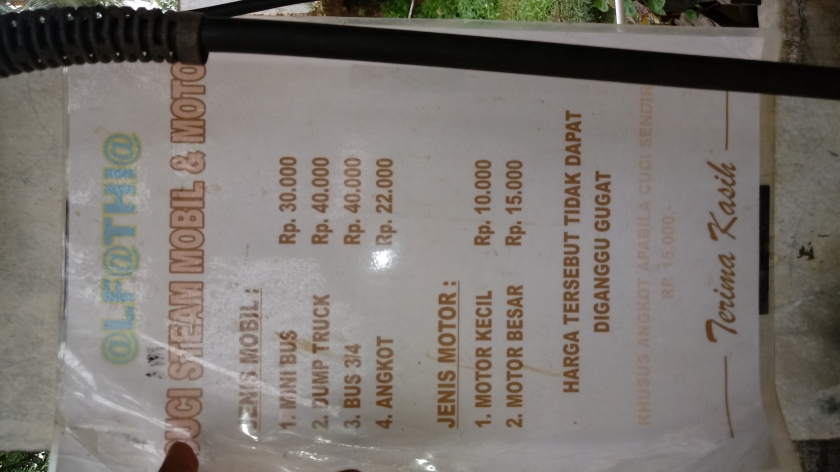 @LF@THI@
CUCI STEAM MOBIL & MOTO
JENIS MOBIL :
1. MINI BUS Rp. 30.000
2. DUMP TRUCK Rp. 40.000
3. BUS 3/4 Rp. 40.000
4. ANGKOT Rp. 22.000
JENIS MOTOR :
1. MOTOR KECIL Rp. 10.000
2. MOTOR BESAR Rp. 15.000
HARGA TERSEBUT TIDAK DAPAT
DIGANGGU GUGAT
KHUSUS ANGKOT APABILA CUCI SENDIR
RP. 15.000,-
Terima Kasih